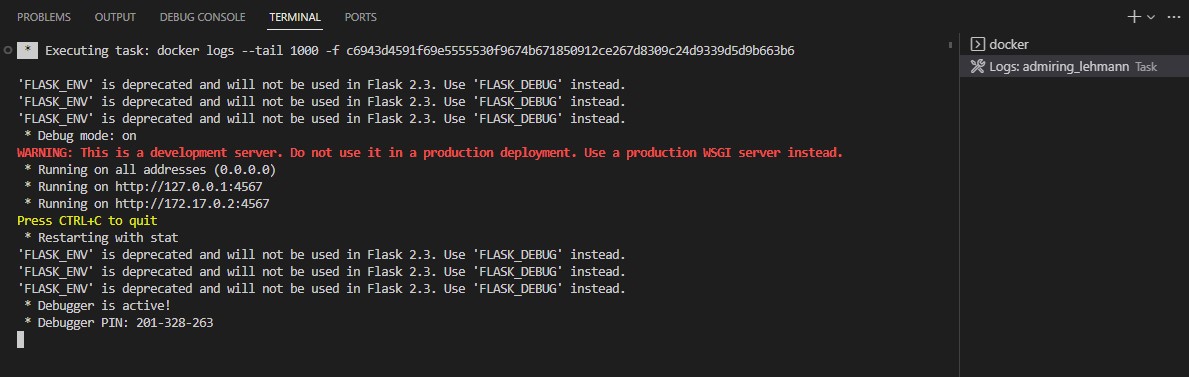 PROBLEMS OUTPUT DEBUG CONSOLE TERMINAL PORTS
* Executing task: docker logs --tail 1000 -f c6943d4591f69e5555530f9674b671850912ce267d8309c24d9339d5d9b663b6
'FLASK_ENV' is deprecated and will not be used in Flask 2.3. Use 'FLASK_DEBUG' instead.
'FLASK_ENV' is deprecated and will not be used in Flask 2.3. Use 'FLASK_DEBUG' instead.
'FLASK_ENV' is deprecated and will not be used in Flask 2.3. Use 'FLASK_DEBUG' instead.
* Debug mode: on
WARNING: This is a development server. Do not use it in a production deployment. Use a production WSGI server instead.
* Running on all addresses (0.0.0.0)
* Running on http://127.0.0.1:4567
* Running on http://172.17.0.2:4567
Press CTRL+C to quit
* Restarting with stat
'FLASK_ENV' is deprecated and will not be used in Flask 2.3. Use 'FLASK_DEBUG' instead.
'FLASK_ENV' is deprecated and will not be used in Flask 2.3. Use 'FLASK_DEBUG' instead.
'FLASK_ENV' is deprecated and will not be used in Flask 2.3. Use 'FLASK_DEBUG' instead.
* Debugger is active!
* Debugger PIN: 201-328-263
docker
Logs: admiring_lehmann Task